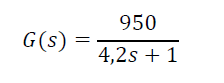 G(s) = 950 / (4,2s + 1)